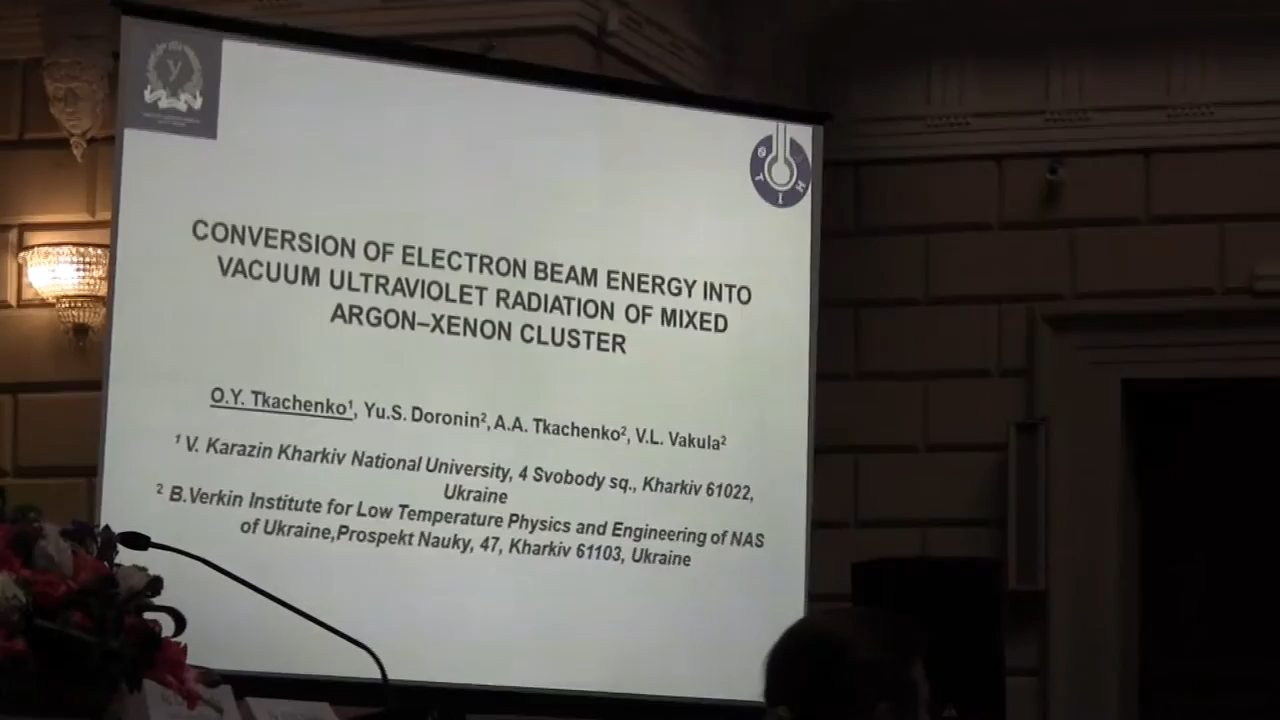 CONVERSION OF ELECTRON BEAM ENERGY INTO
VACUUM ULTRAVIOLET RADIATION OF MIXED
ARGON–XENON CLUSTER
O.Y. Tkachenko¹, Yu.S. Doronin², A.A. Tkachenko², V.L. Vakula²
¹ V. Karazin Kharkiv National University, 4 Svobody sq., Kharkiv 61022,
Ukraine
² B.Verkin Institute for Low Temperature Physics and Engineering of NAS
of Ukraine,Prospekt Nauky, 47, Kharkiv 61103, Ukraine